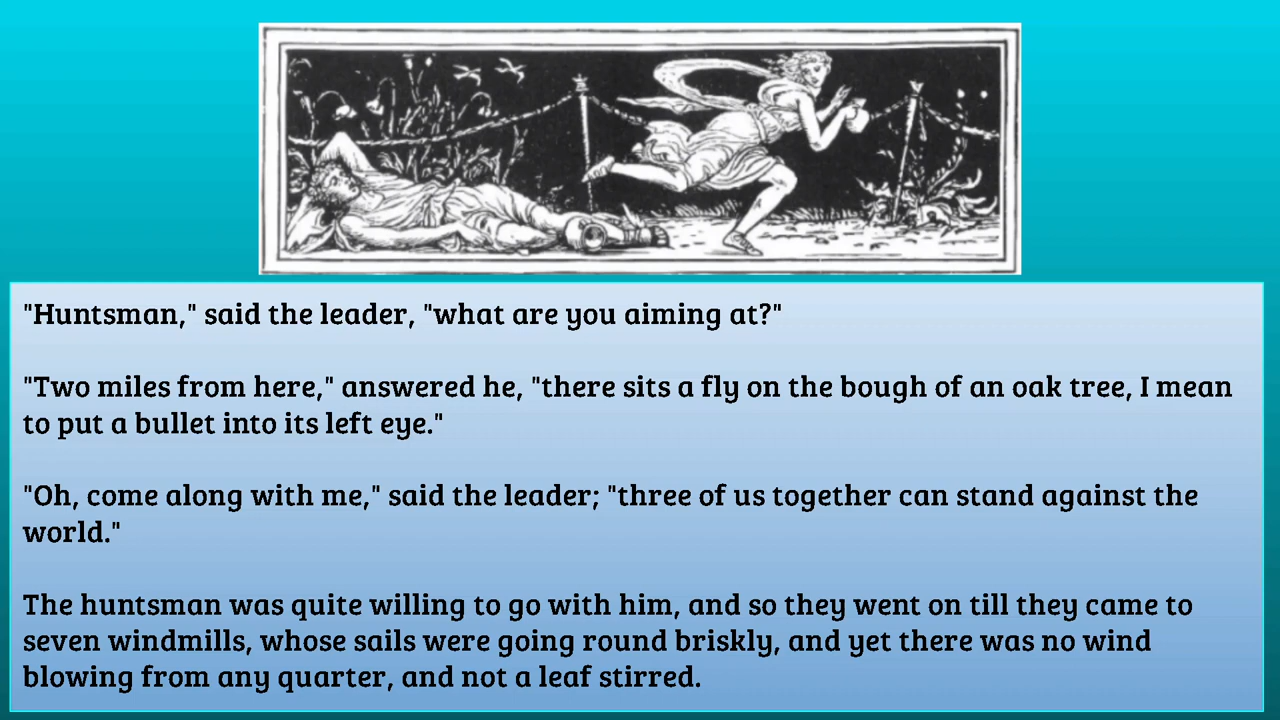 "Huntsman," said the leader, "what are you aiming at?"
"Two miles from here," answered he, "there sits a fly on the bough of an oak tree, I mean
to put a bullet into its left eye."
"Oh, come along with me," said the leader; "three of us together can stand against the
world."
The huntsman was quite willing to go with him, and so they went on till they came to
seven windmills, whose sails were going round briskly, and yet there was no wind
blowing from any quarter, and not a leaf stirred.